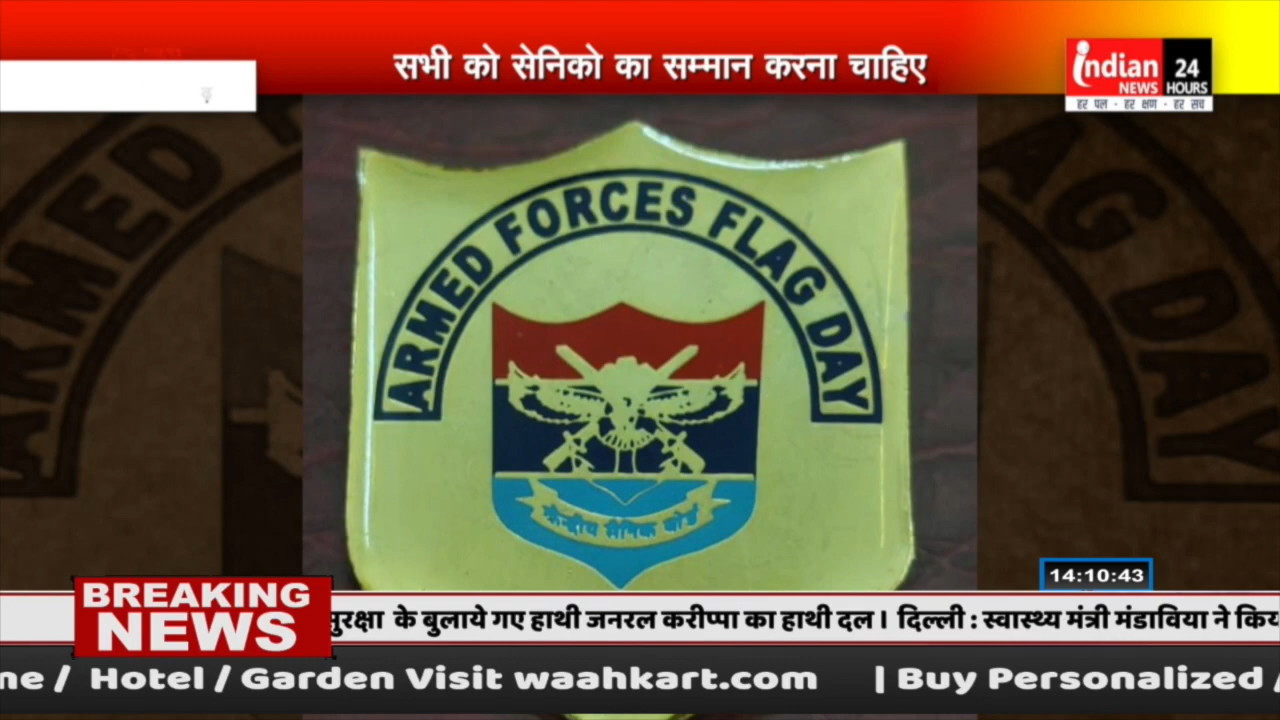 सभी को सेनिको का सम्मान करना चाहिए
indian
NEWS
24
HOURS
हर पल - हर क्षण - हर सच
ARMED FORCES FLAG DAY
केन्द्रीय सैनिक बोर्ड
14:10:43
BREAKING
NEWS
सुरक्षा के बुलाये गए हाथी जनरल करीप्पा का हाथी दल। दिल्ली : स्वास्थ्य मंत्री मंडाविया ने
/ Hotel / Garden Visit waahkart.com | Buy Personalized /